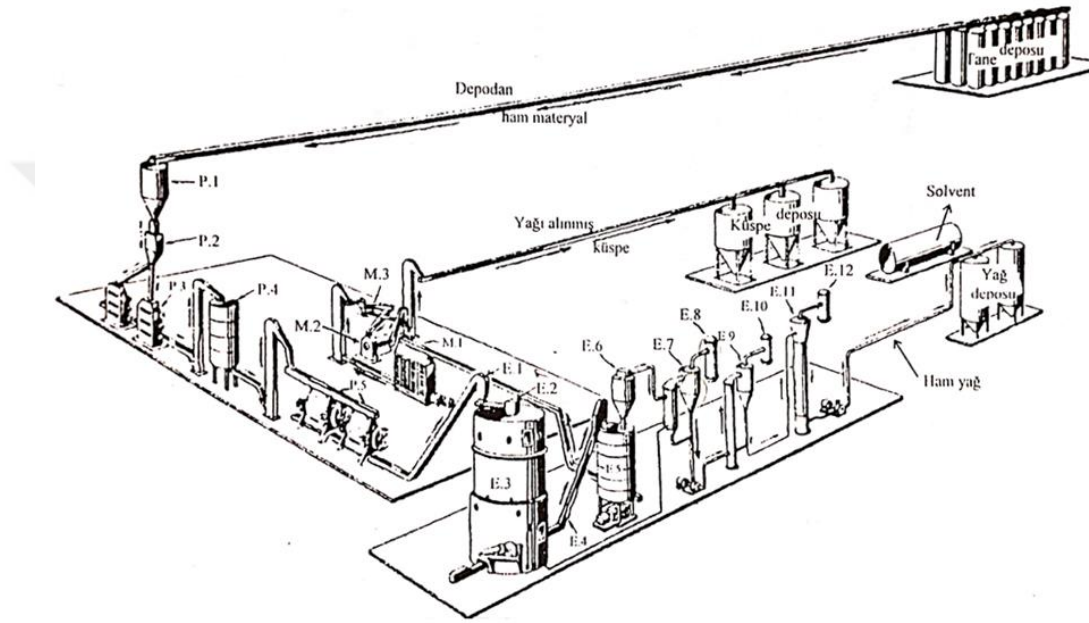 Tane
deposu
Depodan
ham materyal
P.1
P.2
P.3
P.4
P.5
Yağı alınmış
küspe
Küspe
deposu
Solvent
Yağ
deposu
Ham yağ
M.3
M.2
M.1
E.1
E.2
E.3
E.4
E.5
E.6
E.7
E.8
E.9
E.10
E.11
E.12